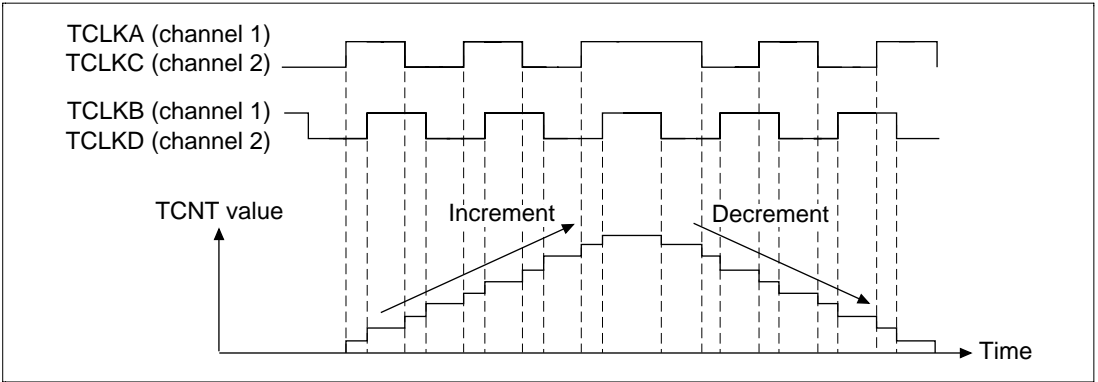 TCLKA (channel 1)
TCLKC (channel 2)
TCLKB (channel 1)
TCLKD (channel 2)
TCNT value
Increment
Decrement
Time